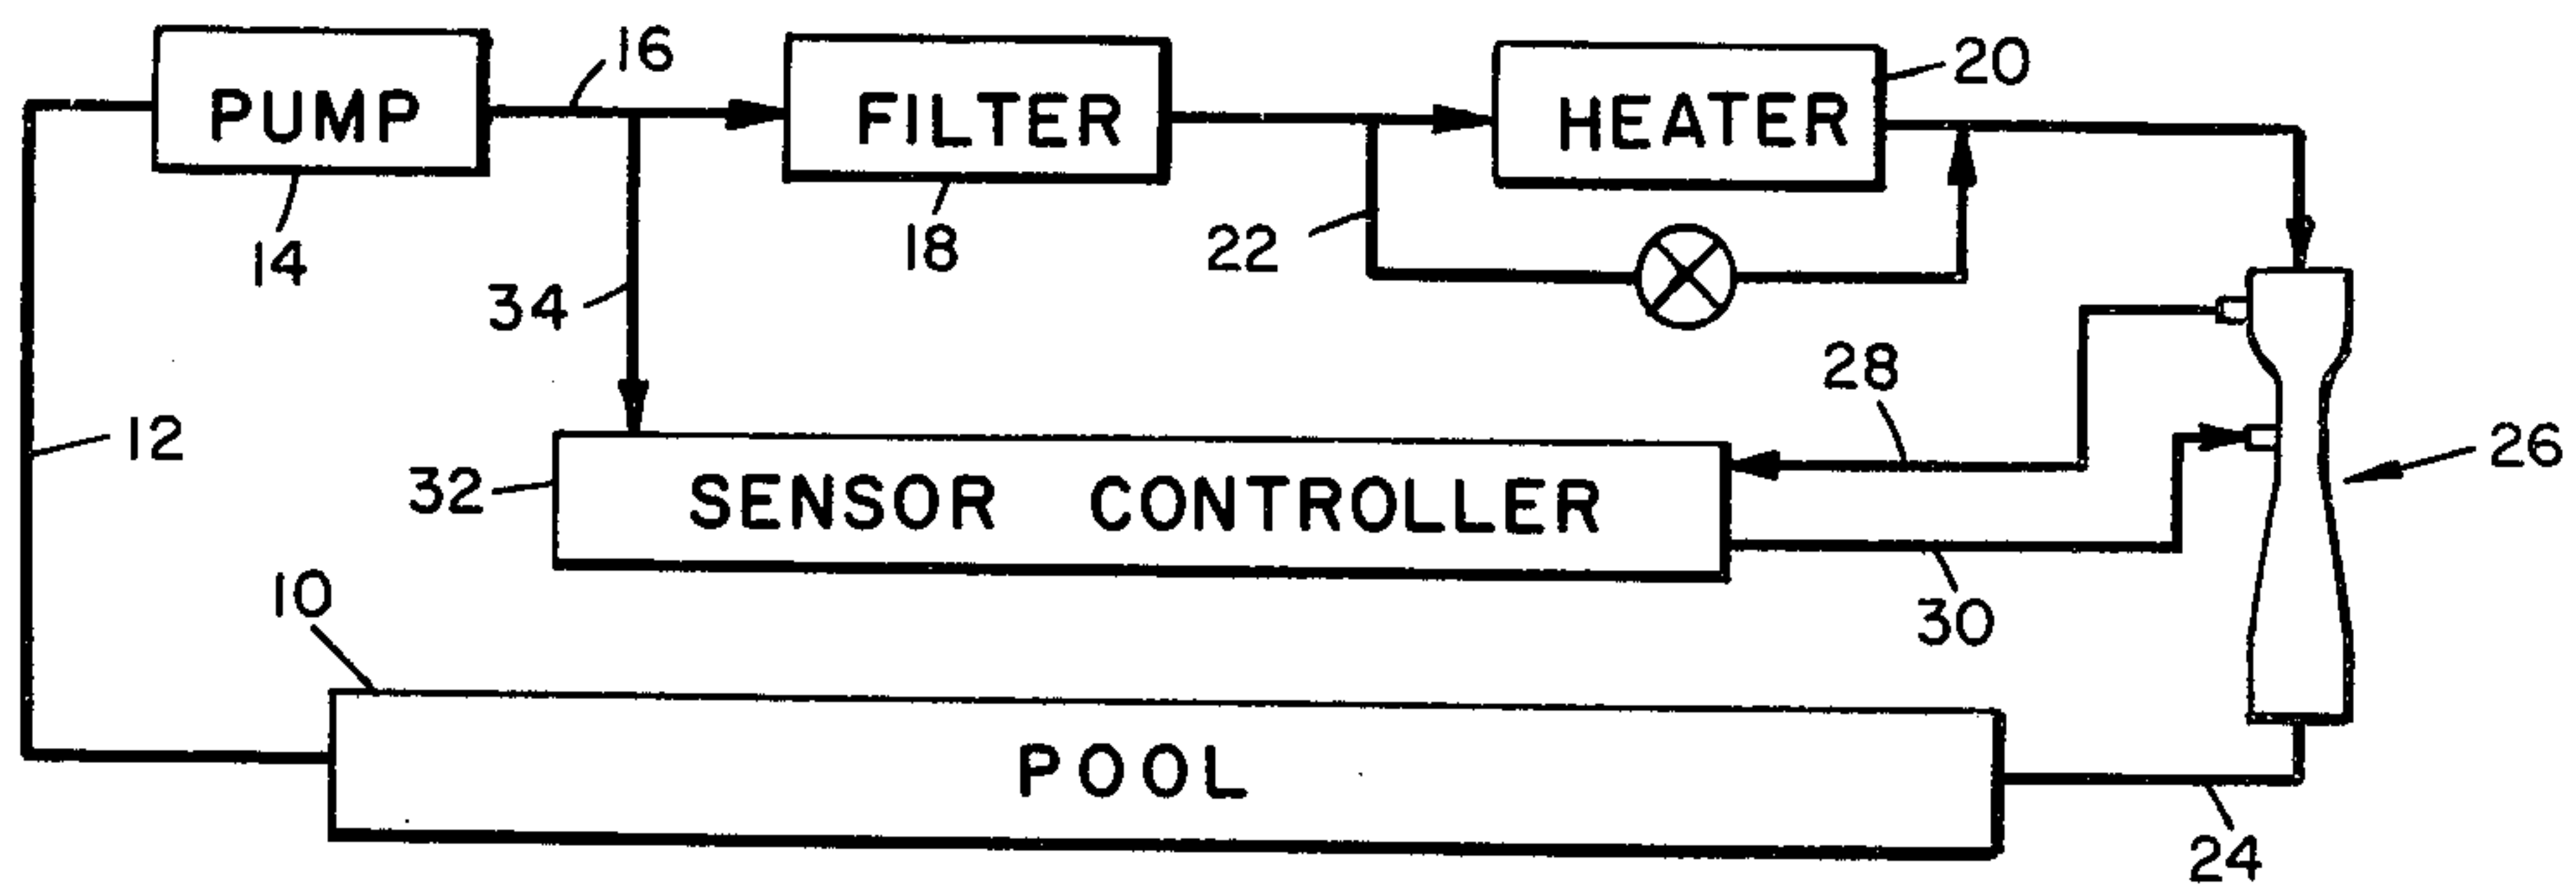 PUMP
16
FILTER
HEATER
20
14
34
18
22
28
12
32
SENSOR CONTROLLER
26
10
30
POOL
24